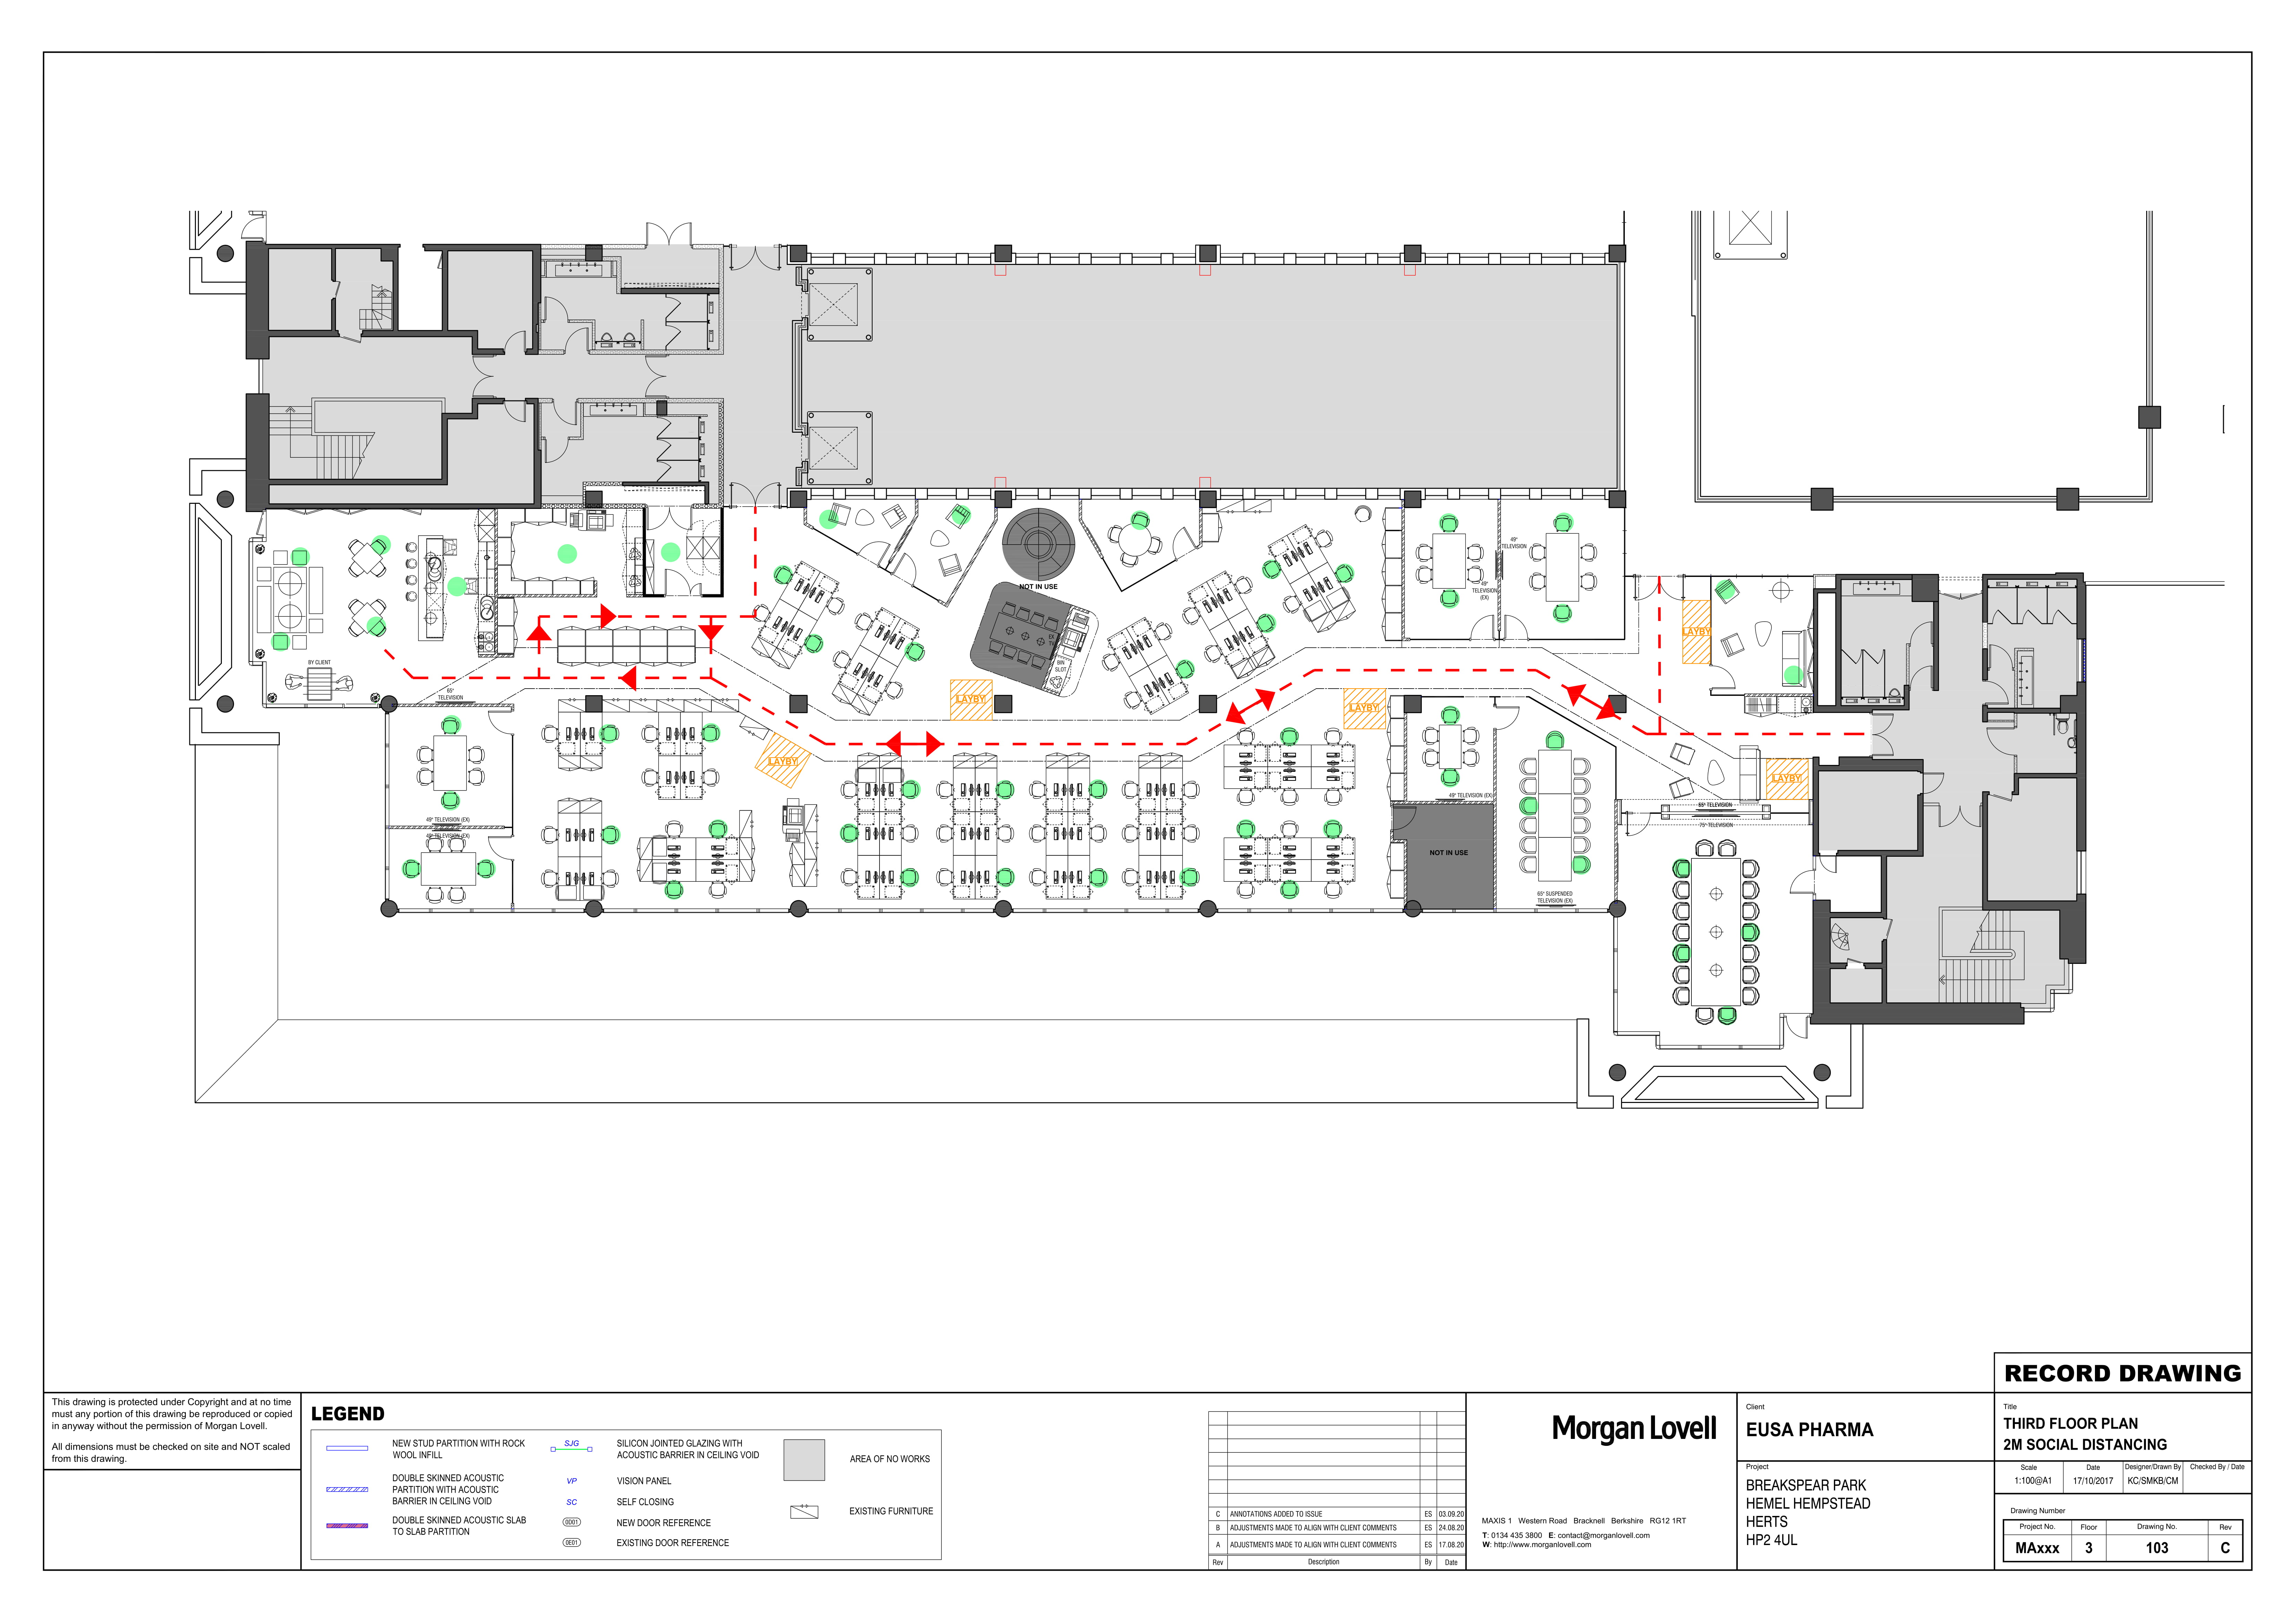 NOT IN USE
EX
BIN
SLOT
49"
TELEVISION
49"
TELEVISION
(EX)
LAYBY
BY CLIENT
65"
TELEVISION
LAYBY
LAYBY
LAYBY
LAYBY
49" TELEVISION (EX)
49" TELEVISION (EX)
49" TELEVISION (EX)
NOT IN USE
65" SUSPENDED
TELEVISION (EX)
55" TELEVISION
75" TELEVISION
This drawing is protected under Copyright and at no time
must any portion of this drawing be reproduced or copied
in anyway without the permission of Morgan Lovell.
All dimensions must be checked on site and NOT scaled
from this drawing.
LEGEND
NEW STUD PARTITION WITH ROCK
WOOL INFILL
DOUBLE SKINNED ACOUSTIC
PARTITION WITH ACOUSTIC
BARRIER IN CEILING VOID
DOUBLE SKINNED ACOUSTIC SLAB
TO SLAB PARTITION
SJG
SILICON JOINTED GLAZING WITH
ACOUSTIC BARRIER IN CEILING VOID
VP
VISION PANEL
SC
SELF CLOSING
0D01
NEW DOOR REFERENCE
0E01
EXISTING DOOR REFERENCE
AREA OF NO WORKS
EXISTING FURNITURE
C ANNOTATIONS ADDED TO ISSUE ES 03.09.20
B ADJUSTMENTS MADE TO ALIGN WITH CLIENT COMMENTS ES 24.08.20
A ADJUSTMENTS MADE TO ALIGN WITH CLIENT COMMENTS ES 17.08.20
Rev Description By Date
Morgan Lovell
MAXIS 1 Western Road Bracknell Berkshire RG12 1RT
T: 0134 435 3800 E: contact@morganlovell.com
W: http://www.morganlovell.com
Client
EUSA PHARMA
Project
BREAKSPEAR PARK
HEMEL HEMPSTEAD
HERTS
HP2 4UL
RECORD DRAWING
Title
THIRD FLOOR PLAN
2M SOCIAL DISTANCING
Scale Date Designer/Drawn By Checked By / Date
1:100@A1 17/10/2017 KC/SMKB/CM
Drawing Number
Project No. Floor Drawing No. Rev
MAxxx 3 103 C